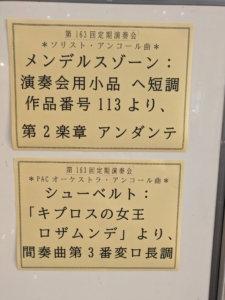 第163回定期演奏会
*ソリスト・アンコール曲*
メンデルスゾーン：
演奏会用小品 ヘ短調
作品番号113より、
第2楽章 アンダンテ
第163回定期演奏会
*PACオーケストラ・アンコール曲*
シューベルト：
「キプロスの女王
ロザムンデ」より、
間奏曲第3番変ロ長調